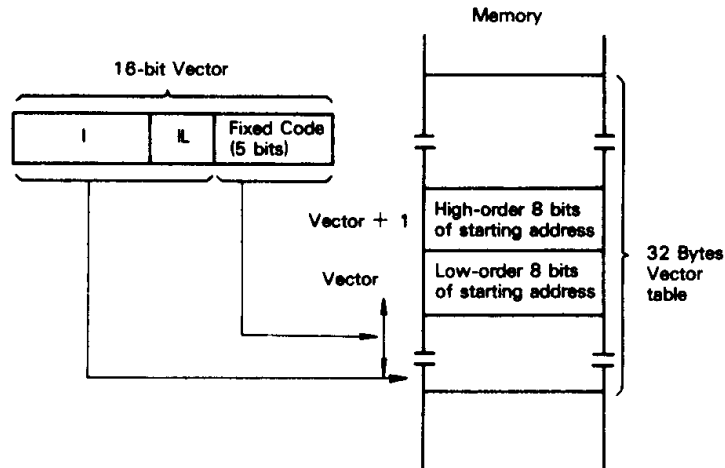 Memory
16-bit Vector
I
IL
Fixed Code
(5 bits)
Vector + 1
High-order 8 bits
of starting address
Vector
Low-order 8 bits
of starting address
32 Bytes
Vector
table